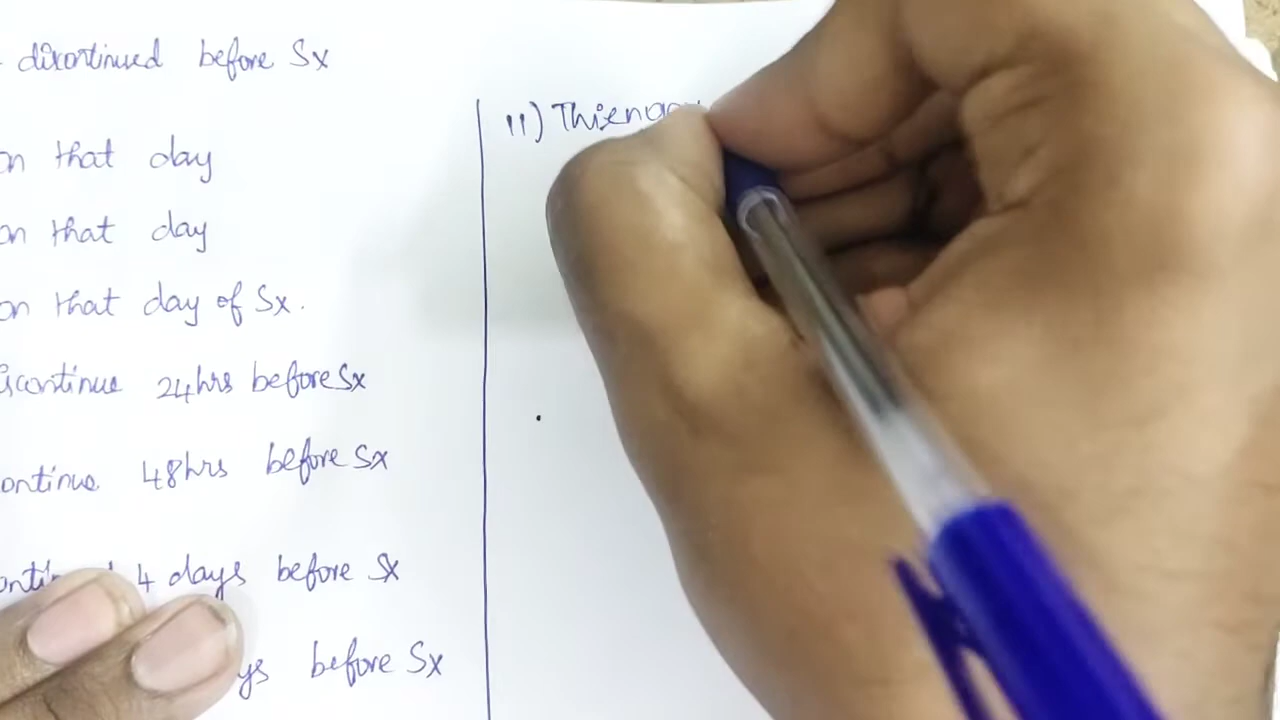 discontinued before Sx
on that day
on that day
on that day of Sx.
discontinue 24hrs before Sx
continue 48hrs before Sx
4 days before Sx
before Sx
11)